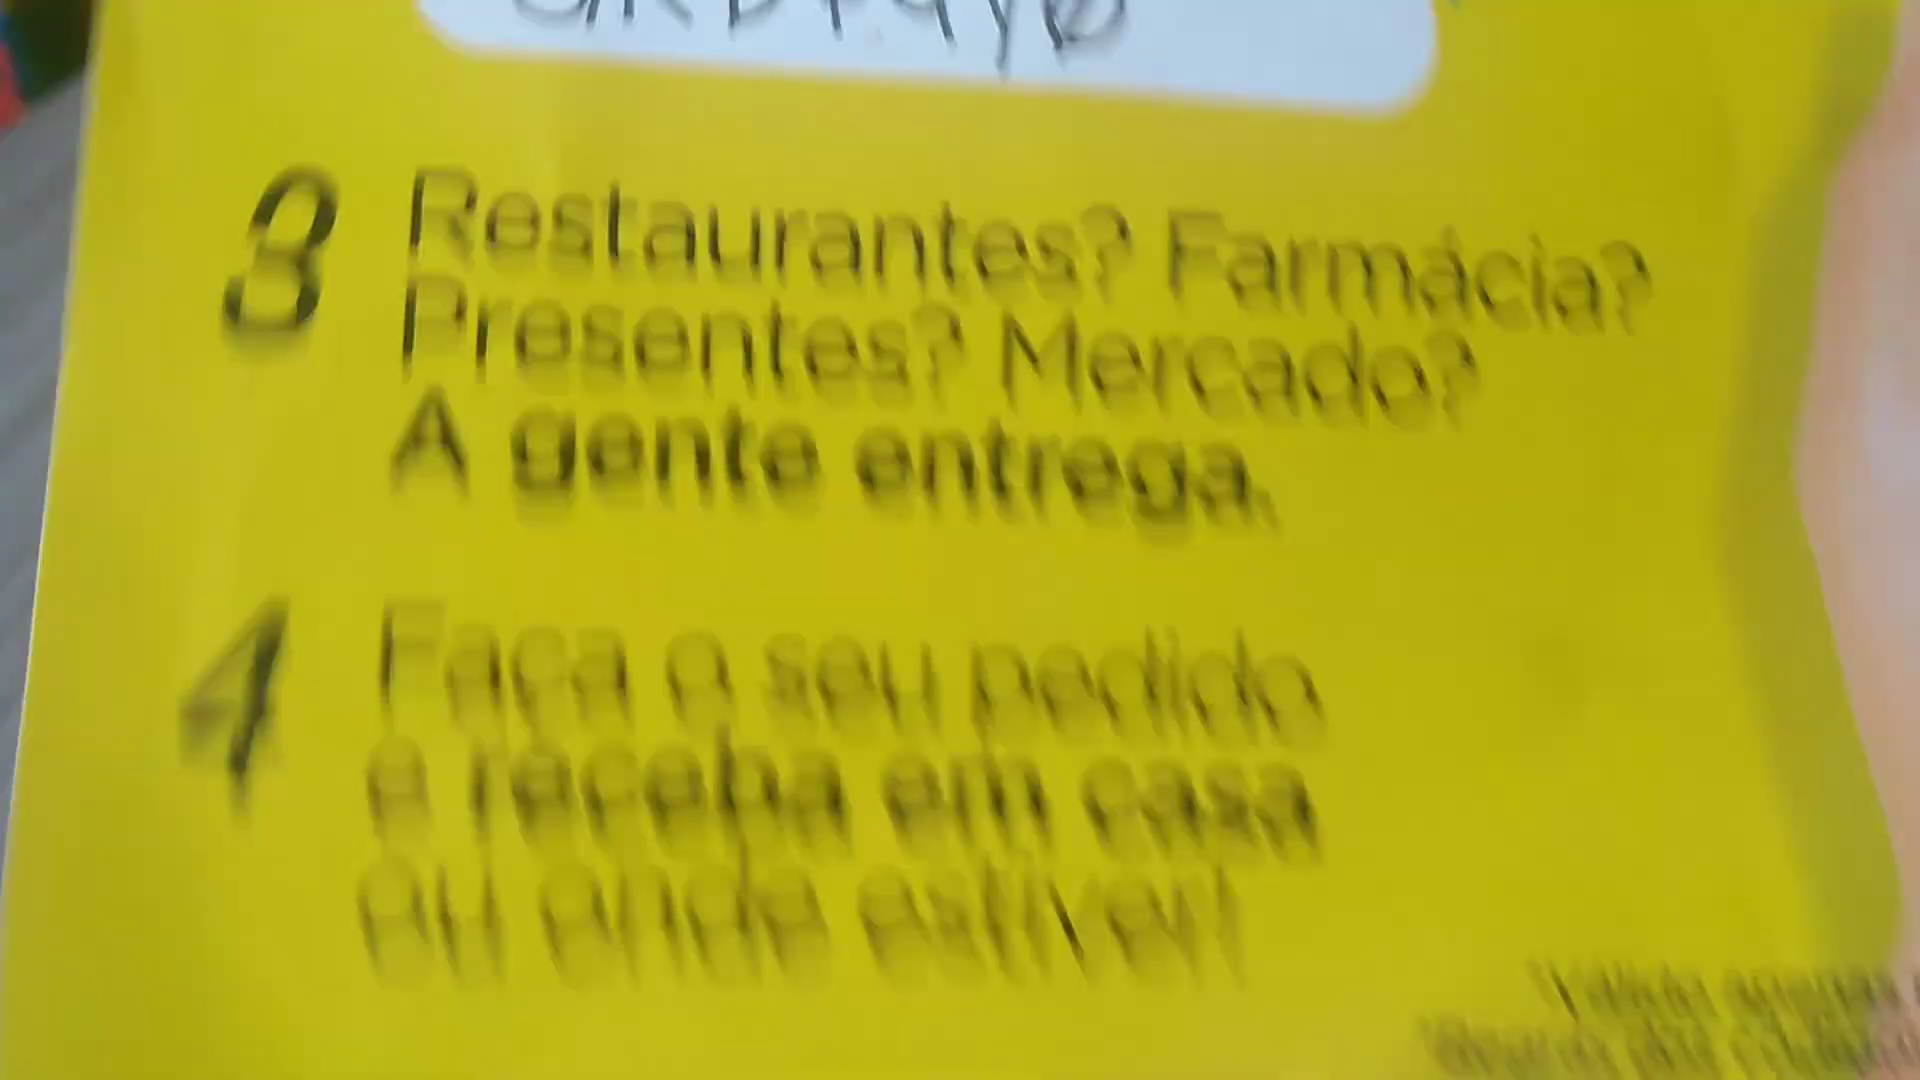 3 Restaurantes? Farmácia?
Presentes? Mercado?
A gente entrega.
4 Faça o seu pedido
e receba em casa
ou onde estiver!